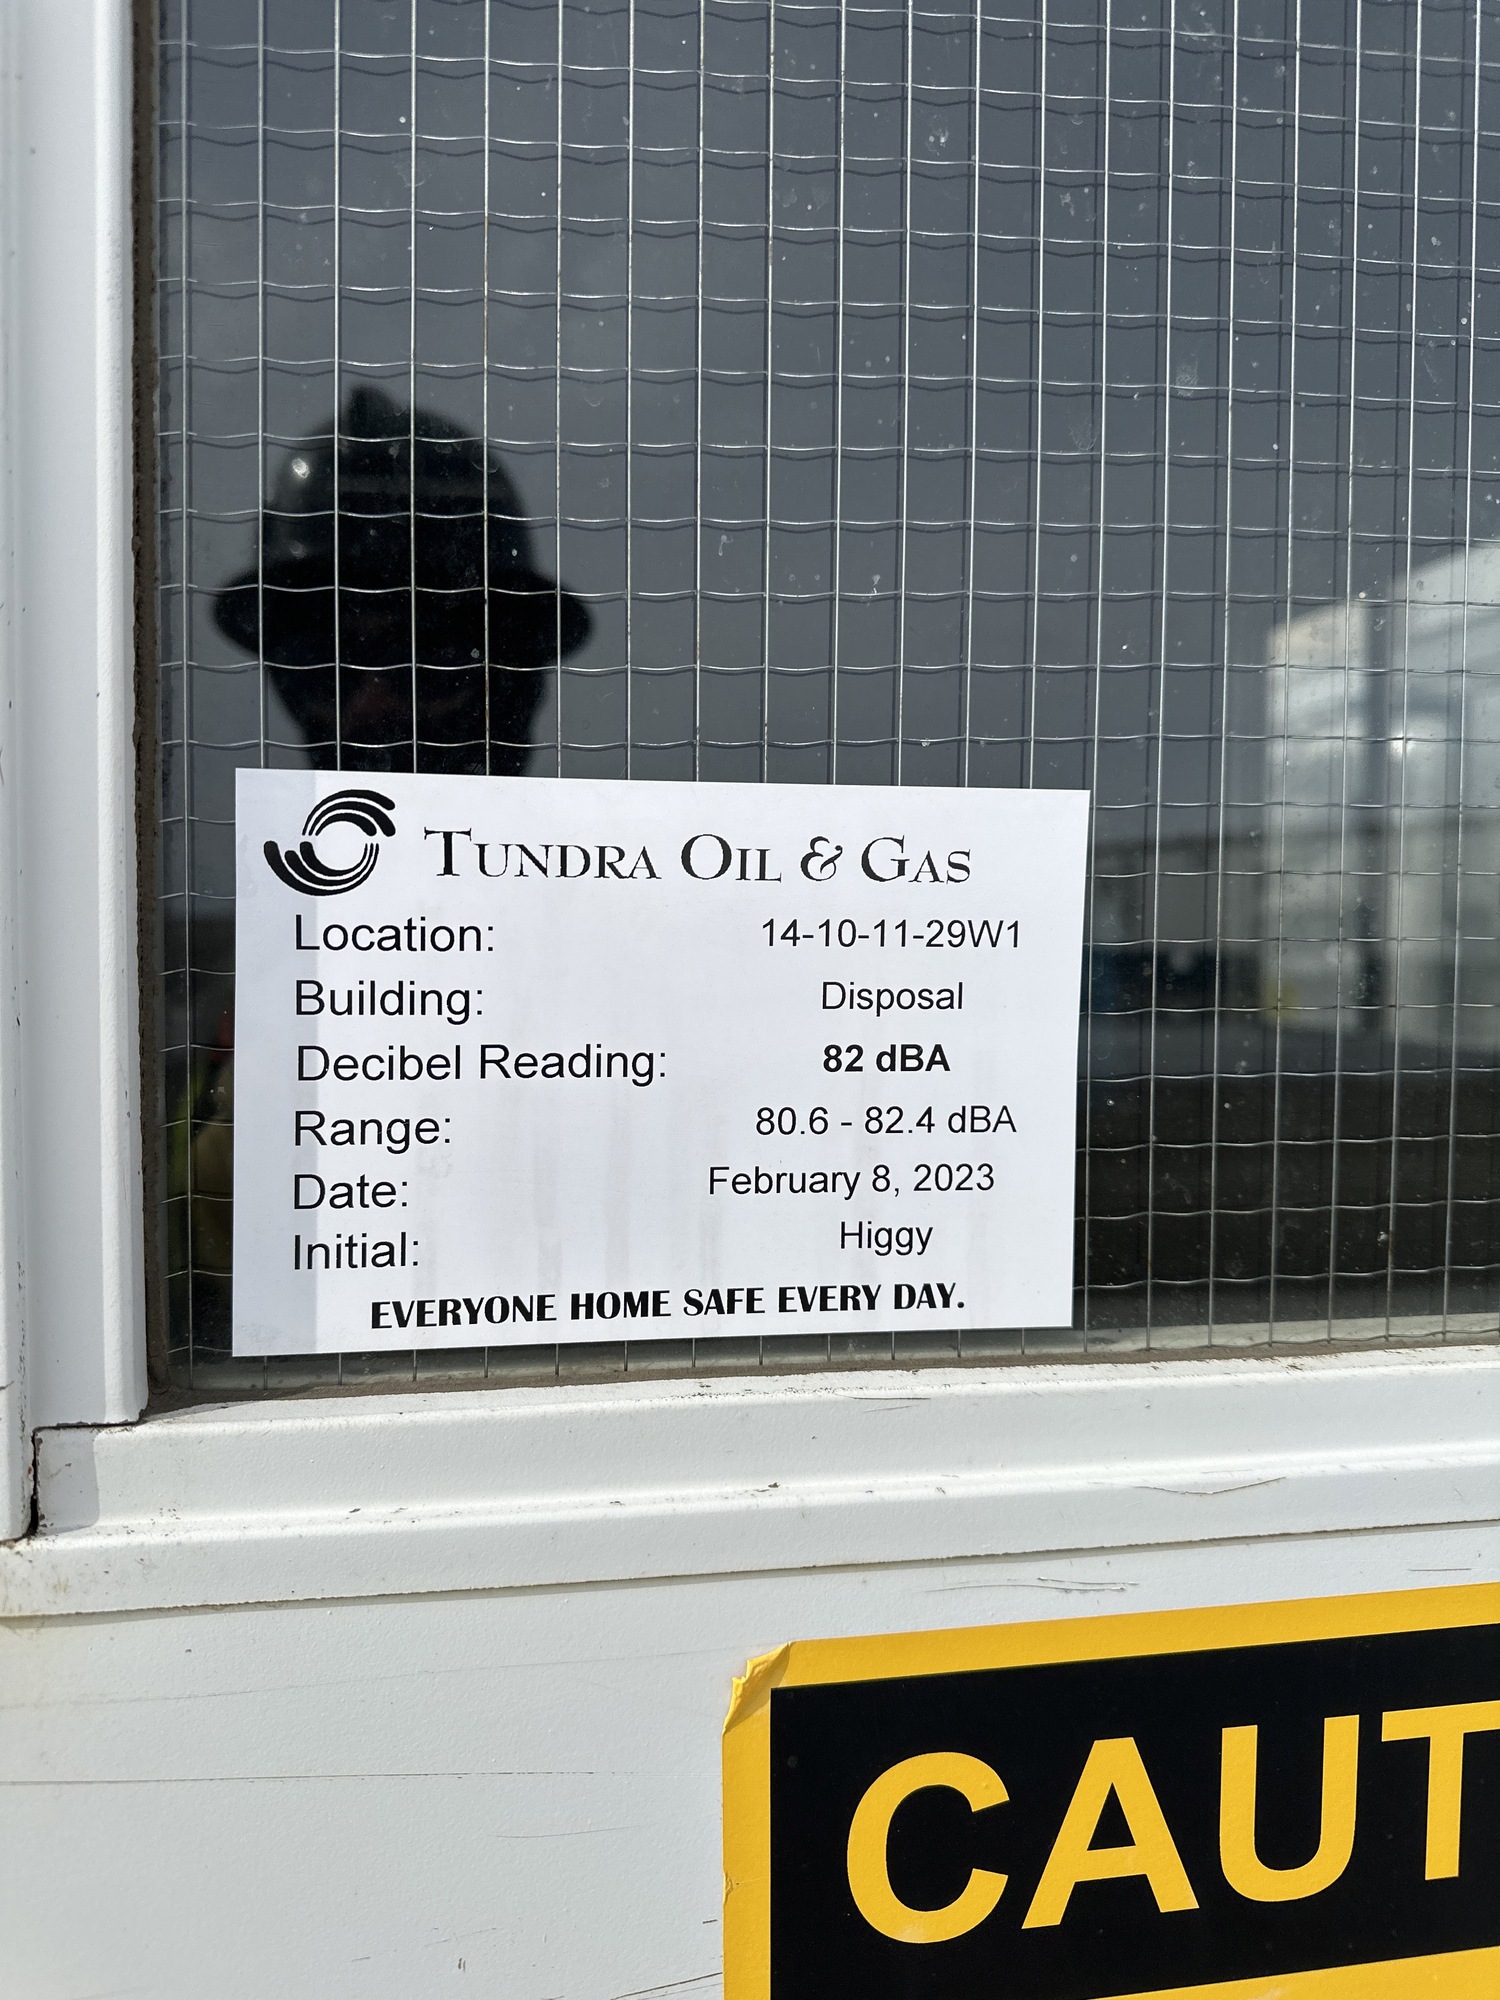 TUNDRA OIL & GAS
Location: 14-10-11-29W1
Building: Disposal
Decibel Reading: 82 dBA
Range: 80.6 - 82.4 dBA
Date: February 8, 2023
Initial: Higgy
EVERYONE HOME SAFE EVERY DAY.
CAUT